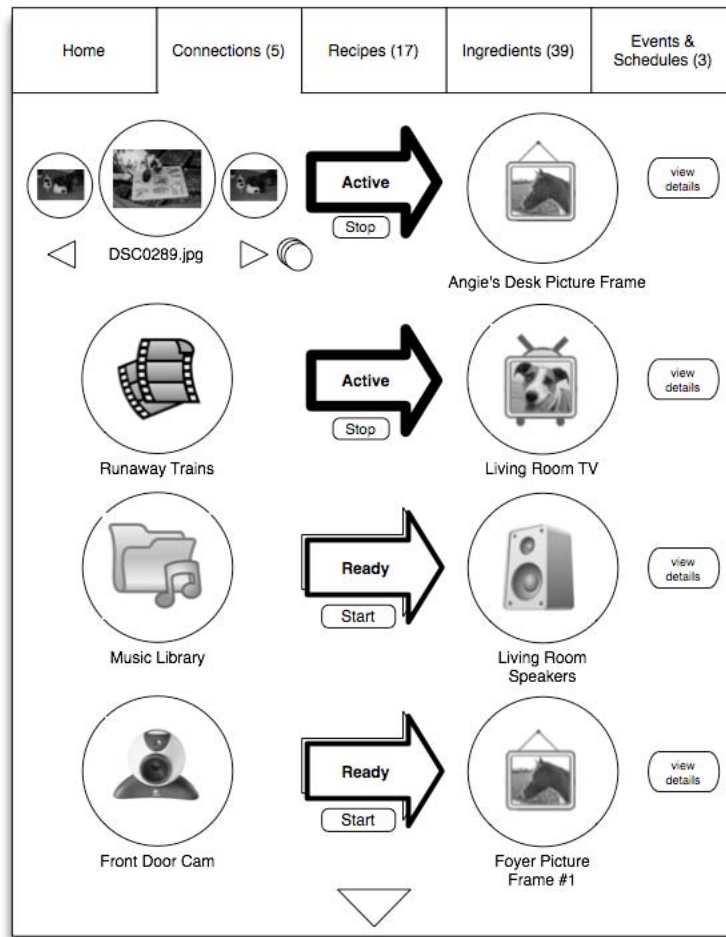 Home
Connections (5)
Recipes (17)
Ingredients (39)
Events &
Schedules (3)
Active
Stop
view
details
DSC0289.jpg
Angie's Desk Picture Frame
Active
Stop
view
details
Runaway Trains
Living Room TV
Ready
Start
view
details
Music Library
Living Room
Speakers
Ready
Start
view
details
Front Door Cam
Foyer Picture
Frame #1